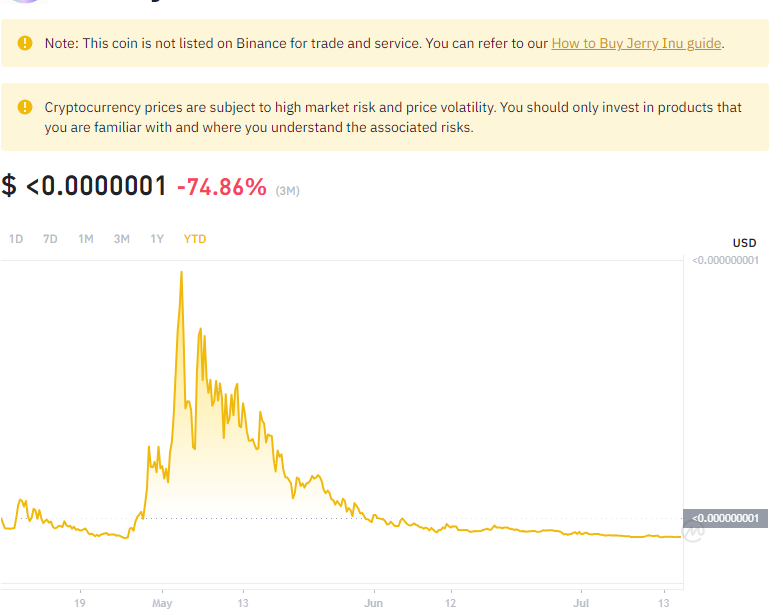 Note: This coin is not listed on Binance for trade and service. You can refer to our How to Buy Jerry Inu guide.
Cryptocurrency prices are subject to high market risk and price volatility. You should only invest in products that
you are familiar with and where you understand the associated risks.
$ <0.0000001 -74.86% (3M)
1D 7D 1M 3M 1Y YTD
USD
<0.000000001
<0.000000001
19 May 13 Jun 12 Jul 13